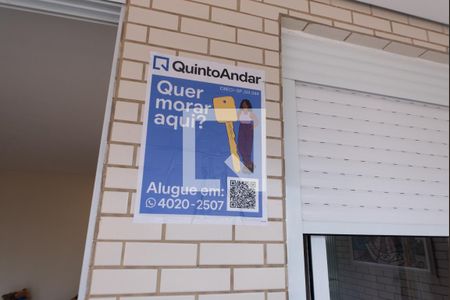 QuintoAndar
Quer
morar
aqui?
Alugue em:
4020-2507